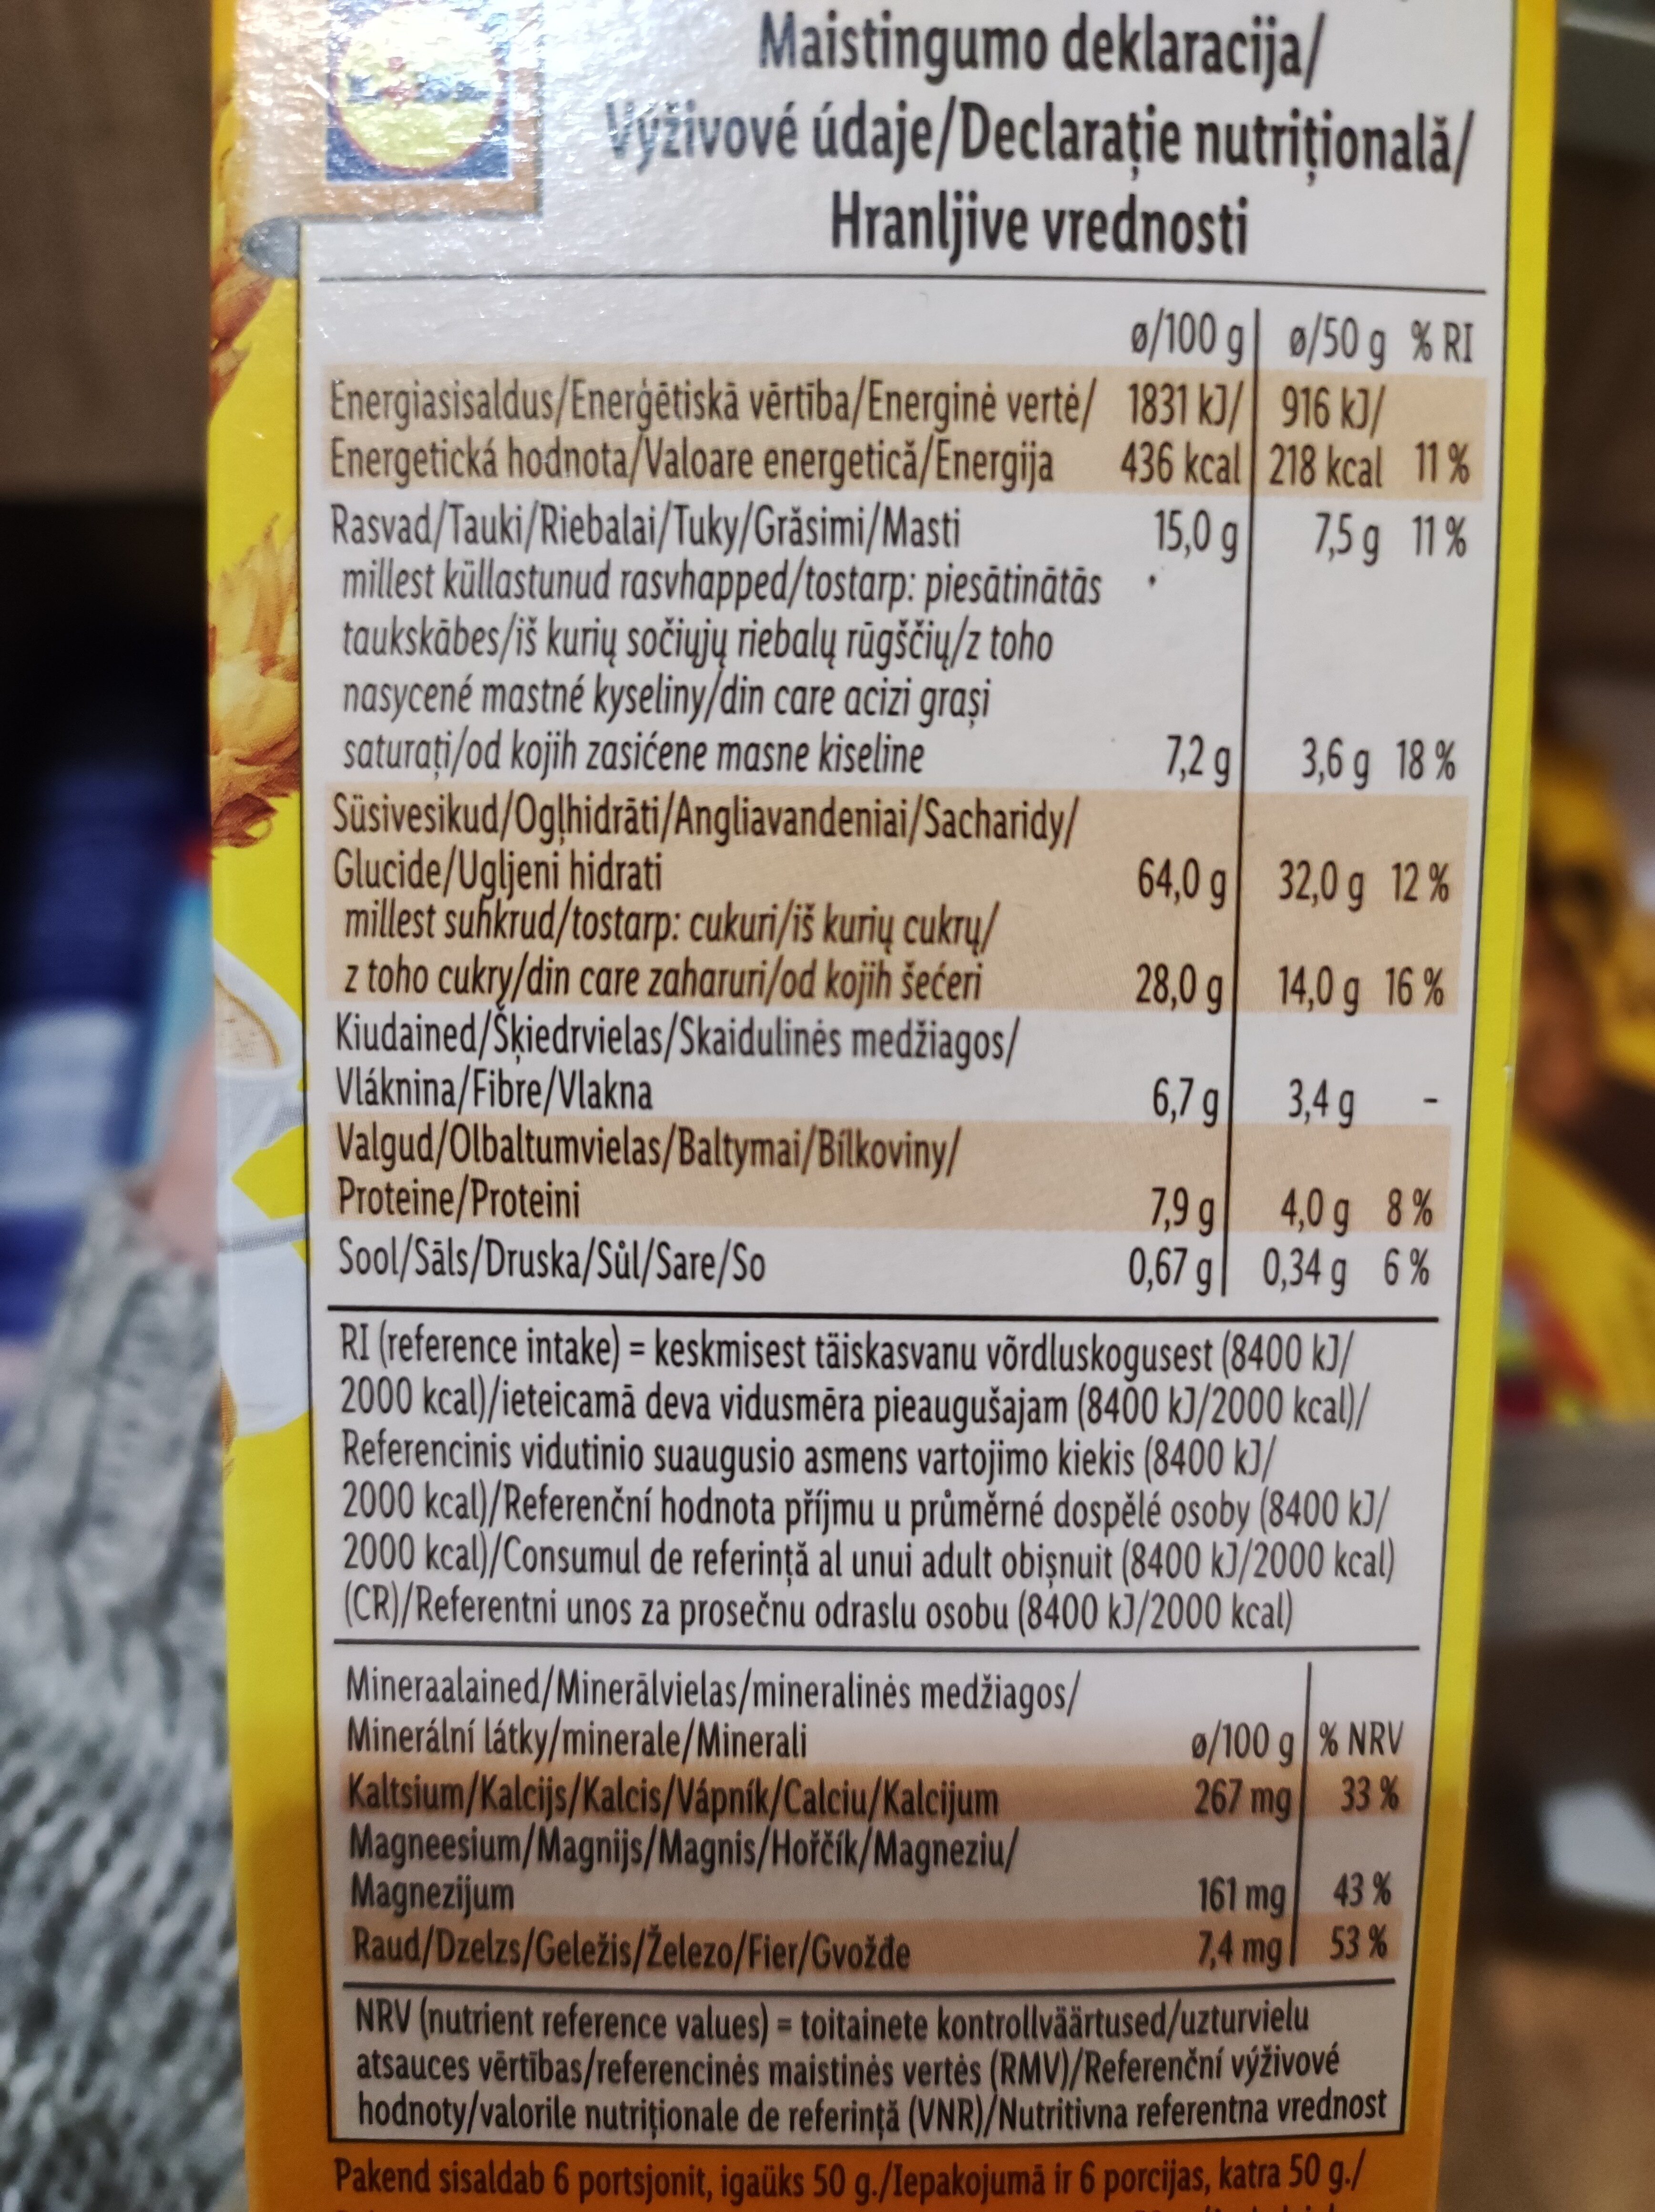 Maistingumo deklaracija/
Výživové údaje/Declarație nutrițională/
Hranljive vrednosti
ø/100 g ø/50 g % RI
Energiasisaldus/Enerģētiskā vērtība/Energinė vertė/ 1831 kJ/ 916 kJ/
Energetická hodnota/Valoare energetică/Energija 436 kcal 218 kcal 11 %
Rasvad/Tauki/Riebalai/Tuky/Grăsimi/Masti 15,0 g 7,5 g 11 %
millest küllastunud rasvhapped/tostarp: piesātinātās
taukskābes/iš kurių sočiųjų riebalų rūgščių/z toho
nasycené mastné kyseliny/din care acizi grași
saturați/od kojih zasićene masne kiseline 7,2 g 3,6 g 18 %
Süsivesikud/Ogļhidrāti/Angliavandeniai/Sacharidy/
Glucide/Ugljeni hidrati 64,0 g 32,0 g 12 %
millest suhkrud/tostarp: cukuri/iš kurių cukrų/
z toho cukry/din care zaharuri/od kojih šećeri 28,0 g 14,0 g 16 %
Kiudained/Šķiedrvielas/Skaidulinės medžiagos/
Vláknina/Fibre/Vlakna 6,7 g 3,4 g -
Valgud/Olbaltumvielas/Baltymai/Bílkoviny/
Proteine/Proteini 7,9 g 4,0 g 8 %
Sool/Sāls/Druska/Sůl/Sare/So 0,67 g 0,34 g 6 %
RI (reference intake) = keskmisest täiskasvanu võrdluskogusest (8400 kJ/
2000 kcal)/ieteicamā deva vidusmēra pieaugušajam (8400 kJ/2000 kcal)/
Referencinis vidutinio suaugusio asmens vartojimo kiekis (8400 kJ/
2000 kcal)/Referenční hodnota příjmu u průměrné dospělé osoby (8400 kJ/
2000 kcal)/Consumul de referință al unui adult obișnuit (8400 kJ/2000 kcal)
(CR)/Referentni unos za prosečnu odraslu osobu (8400 kJ/2000 kcal)
Mineraalained/Minerālvielas/mineralinės medžiagos/
Minerální látky/minerale/Minerali ø/100 g % NRV
Kaltsium/Kalcijs/Kalcis/Vápník/Calciu/Kalcijum 267 mg 33 %
Magneesium/Magnijs/Magnis/Hořčík/Magneziu/
Magnezijum 161 mg 43 %
Raud/Dzelzs/Geležis/Železo/Fier/Gvožđe 7,4 mg 53 %
NRV (nutrient reference values) = toitainete kontrollväärtused/uzturvielu
atsauces vērtības/referencinės maistinės vertės (RMV)/Referenční výživové
hodnoty/valorile nutriționale de referință (VNR)/Nutritivna referentna vrednost
Pakend sisaldab 6 portsjonit, igaüks 50 g./Iepakojumā ir 6 porcijas, katra 50 g./